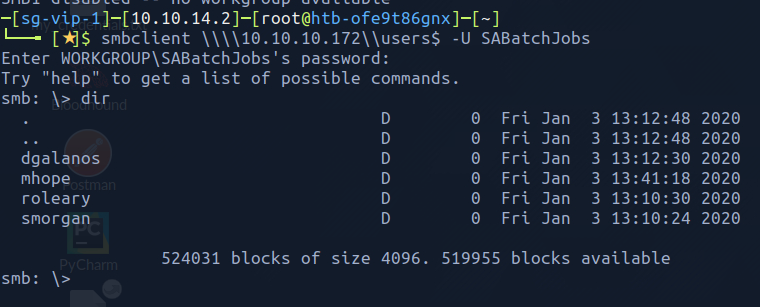 SMB1 disabled -- no workgroup available
─[sg-vip-1]─[10.10.14.2]─[root@htb-ofe9t86gnx]─[~]
└──╼ [★]$ smbclient \\\\10.10.10.172\\users$ -U SABatchJobs
Enter WORKGROUP\SABatchJobs's password:
Try "help" to get a list of possible commands.
smb: \> dir
Bloodhound
. D 0 Fri Jan 3 13:12:48 2020
.. D 0 Fri Jan 3 13:12:48 2020
dgalanos D 0 Fri Jan 3 13:12:30 2020
mhope D 0 Fri Jan 3 13:41:18 2020
Postman
roleary D 0 Fri Jan 3 13:10:30 2020
smorgan D 0 Fri Jan 3 13:10:24 2020
PC
524031 blocks of size 4096. 519955 blocks available
PyCharm
smb: \>